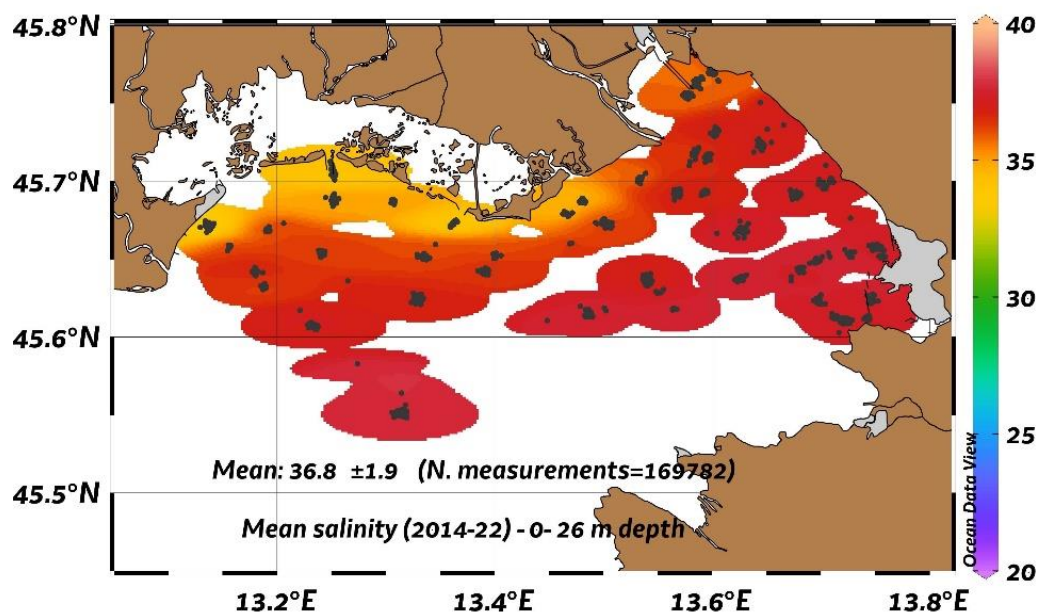 45.8°N
45.7°N
45.6°N
45.5°N
Mean: 36.8 ±1.9 (N. measurements=169782)
Mean salinity (2014-22) - 0- 26 m depth
13.2°E 13.4°E 13.6°E 13.8°E
Ocean Data View
40
35
30
25
20